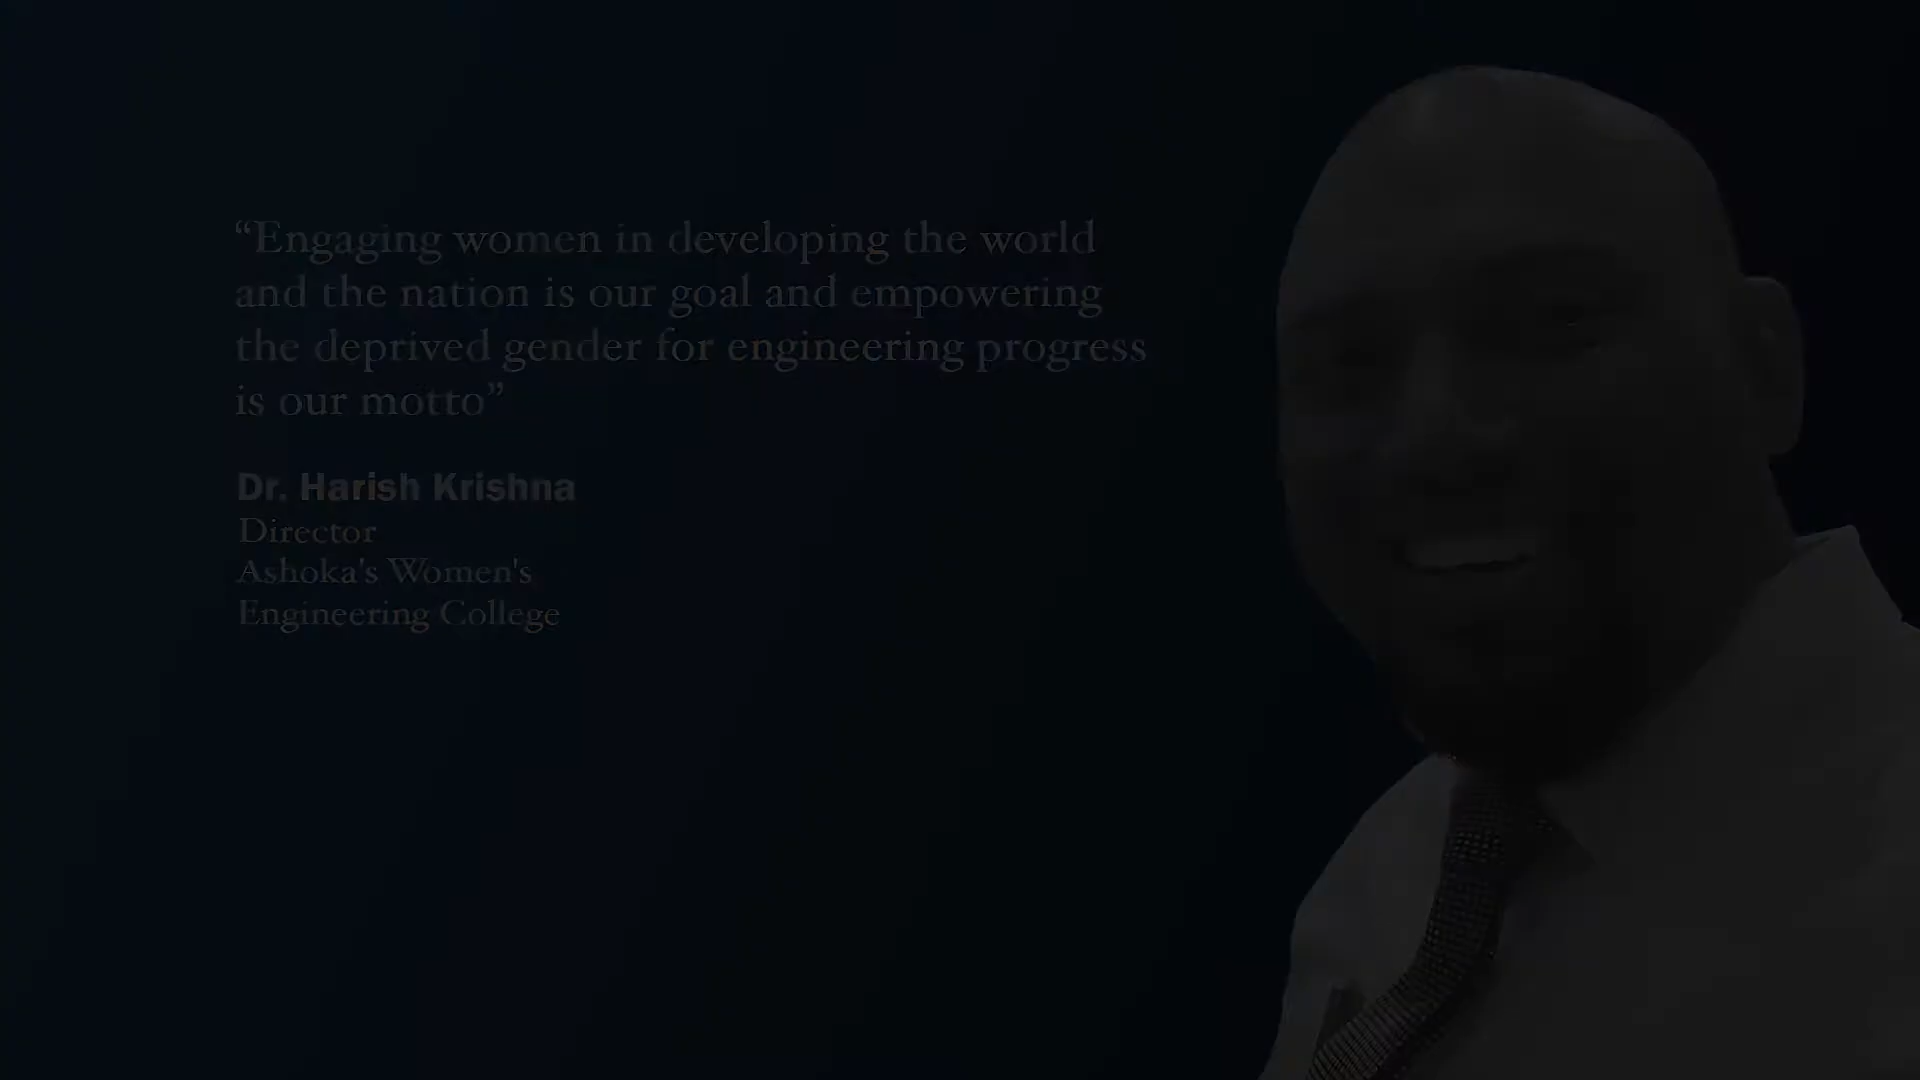 “Engaging women in developing the world
and the nation is our goal and empowering
the deprived gender for engineering progress
is our motto”
Dr. Harish Krishna
Director
Ashoka's Women's
Engineering College